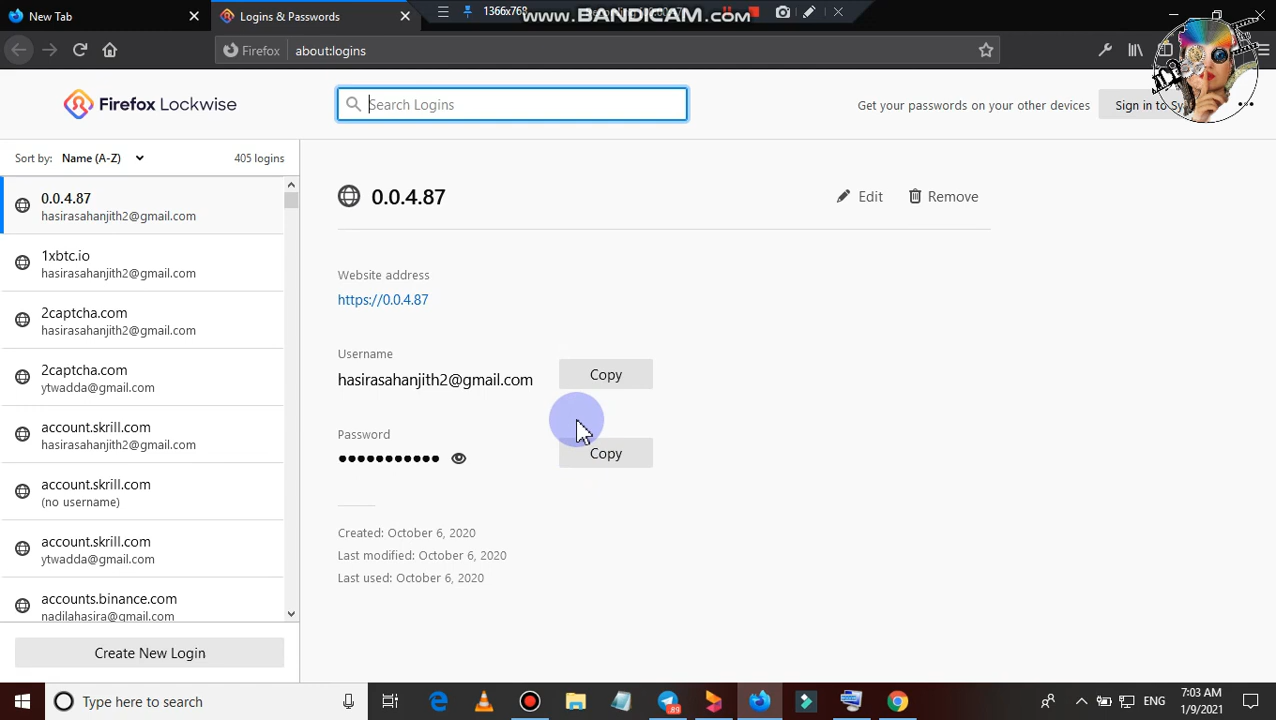 New Tab
Logins & Passwords
1366x768
www.BANDICAM.com
Firefox
about:logins
Firefox Lockwise
Search Logins
Get your passwords on your other devices
Sign in to Sy
Sort by: Name (A-Z)
405 logins
0.0.4.87
hasirasahanjith2@gmail.com
1xbtc.io
hasirasahanjith2@gmail.com
2captcha.com
hasirasahanjith2@gmail.com
2captcha.com
ytwadda@gmail.com
account.skrill.com
hasirasahanjith2@gmail.com
account.skrill.com
(no username)
account.skrill.com
ytwadda@gmail.com
accounts.binance.com
nadilahasira@gmail.com
Create New Login
0.0.4.87
Edit
Remove
Website address
https://0.0.4.87
Username
hasirasahanjith2@gmail.com
Copy
Password
Copy
Created: October 6, 2020
Last modified: October 6, 2020
Last used: October 6, 2020
Type here to search
89
ENG
7:03 AM
1/9/2021